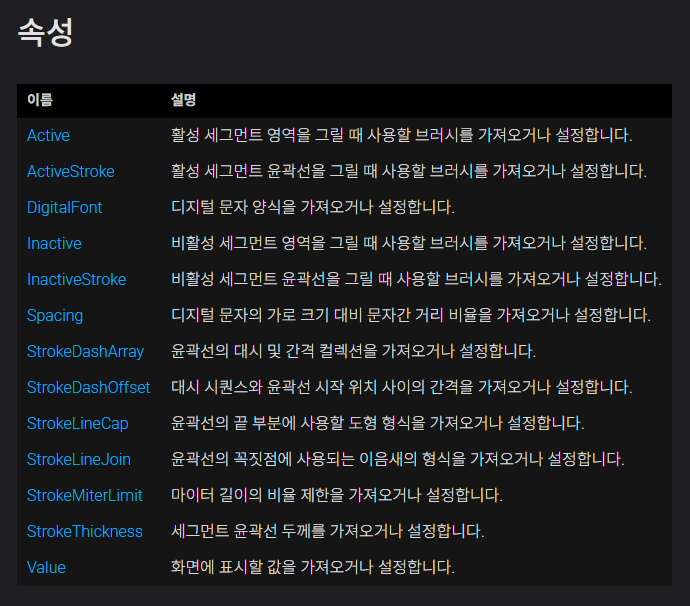 속성
이름 설명
Active 활성 세그먼트 영역을 그릴 때 사용할 브러시를 가져오거나 설정합니다.
ActiveStroke 활성 세그먼트 윤곽선을 그릴 때 사용할 브러시를 가져오거나 설정합니다.
DigitalFont 디지털 문자 양식을 가져오거나 설정합니다.
Inactive 비활성 세그먼트 영역을 그릴 때 사용할 브러시를 가져오거나 설정합니다.
InactiveStroke 비활성 세그먼트 윤곽선을 그릴 때 사용할 브러시를 가져오거나 설정합니다.
Spacing 디지털 문자의 가로 크기 대비 문자간 거리 비율을 가져오거나 설정합니다.
StrokeDashArray 윤곽선의 대시 및 간격 컬렉션을 가져오거나 설정합니다.
StrokeDashOffset 대시 시퀀스와 윤곽선 시작 위치 사이의 간격을 가져오거나 설정합니다.
StrokeLineCap 윤곽선의 끝 부분에 사용할 도형 형식을 가져오거나 설정합니다.
StrokeLineJoin 윤곽선의 꼭짓점에 사용되는 이음새의 형식을 가져오거나 설정합니다.
StrokeMiterLimit 마이터 길이의 비율 제한을 가져오거나 설정합니다.
StrokeThickness 세그먼트 윤곽선 두께를 가져오거나 설정합니다.
Value 화면에 표시할 값을 가져오거나 설정합니다.